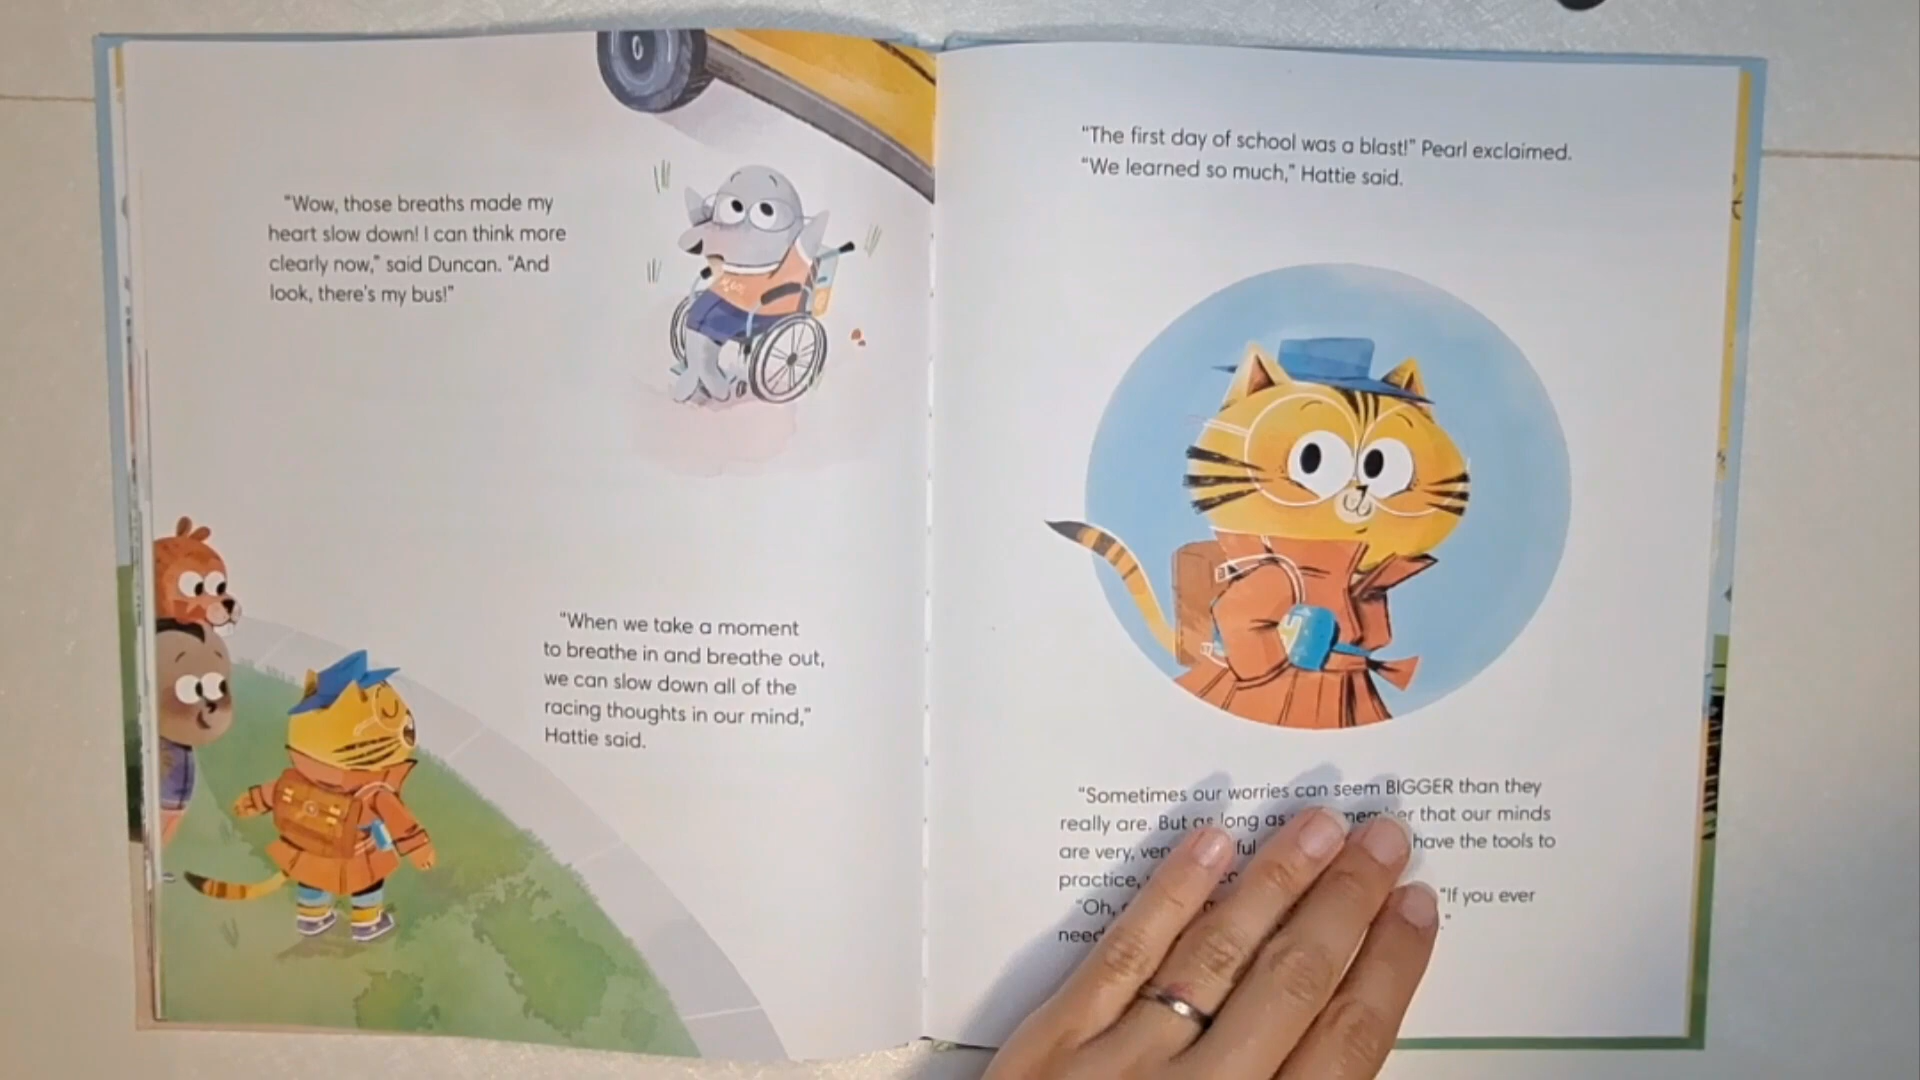 "Wow, those breaths made my
heart slow down! I can think more
clearly now," said Duncan. "And
look, there's my bus!"
"When we take a moment
to breathe in and breathe out,
we can slow down all of the
racing thoughts in our mind,"
Hattie said.
"The first day of school was a blast!" Pearl exclaimed.
"We learned so much," Hattie said.
"Sometimes our worries can seem BIGGER than they
really are. But as long as that our minds
are very, have the tools to
practice,
"Oh, "If you ever
need